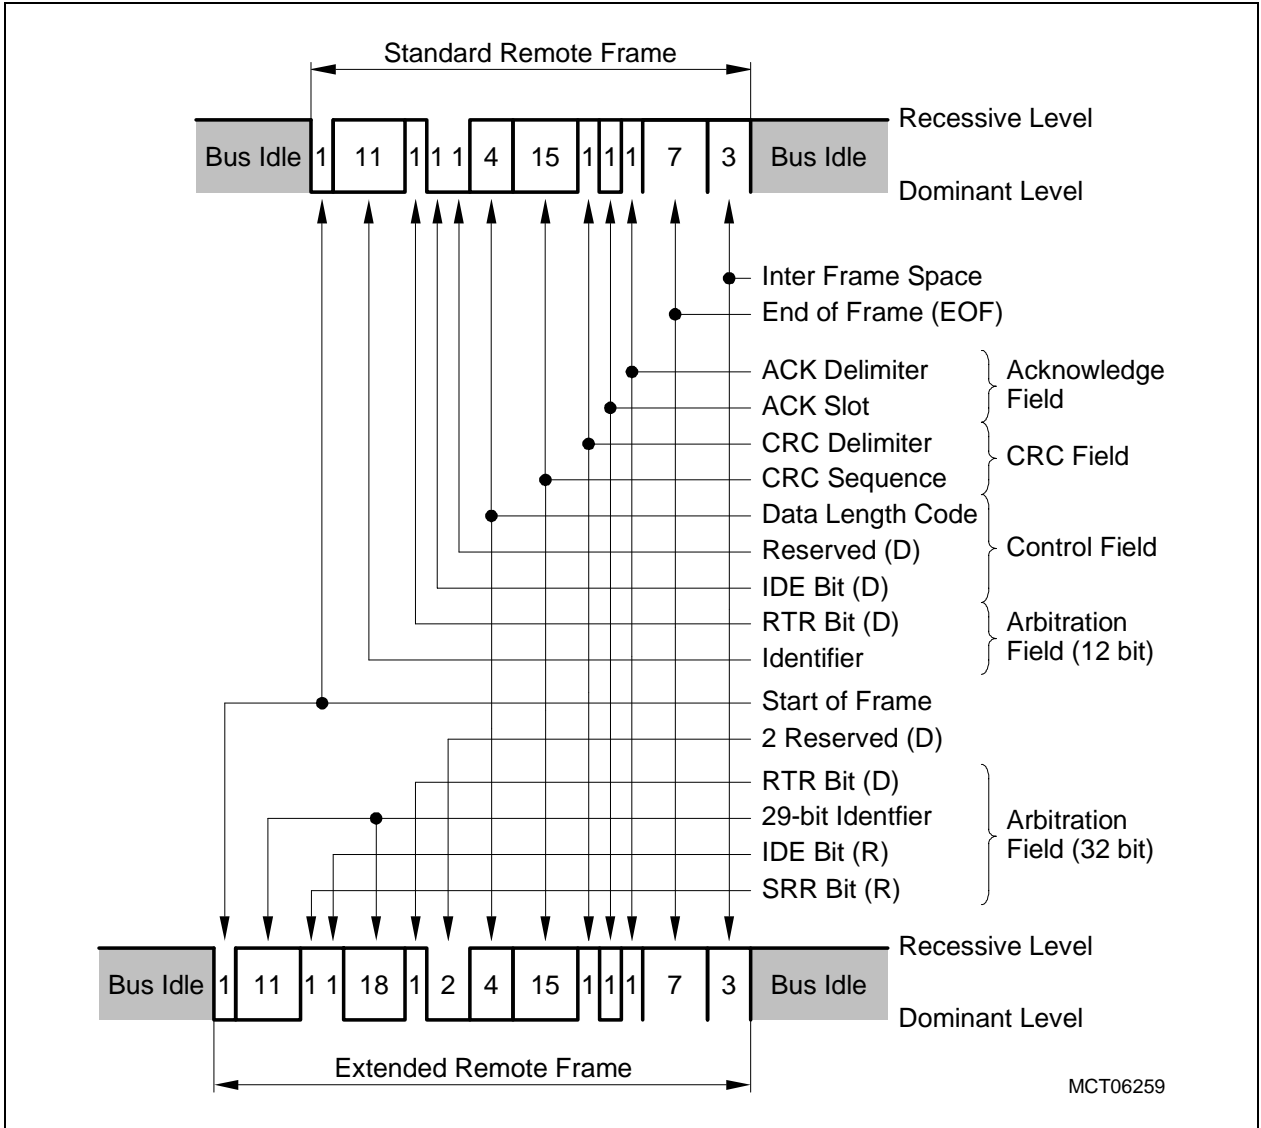 Standard Remote Frame
Recessive Level
Bus Idle 1 11 1 1 1 4 15 1 1 1 7 3 Bus Idle
Dominant Level
Inter Frame Space
End of Frame (EOF)
ACK Delimiter
ACK Slot
Acknowledge
Field
CRC Delimiter
CRC Sequence
CRC Field
Data Length Code
Reserved (D)
IDE Bit (D)
Control Field
RTR Bit (D)
Identifier
Arbitration
Field (12 bit)
Start of Frame
2 Reserved (D)
RTR Bit (D)
29-bit Identfier
IDE Bit (R)
SRR Bit (R)
Arbitration
Field (32 bit)
Recessive Level
Bus Idle 1 11 1 1 18 1 2 4 15 1 1 1 7 3 Bus Idle
Dominant Level
Extended Remote Frame
MCT06259